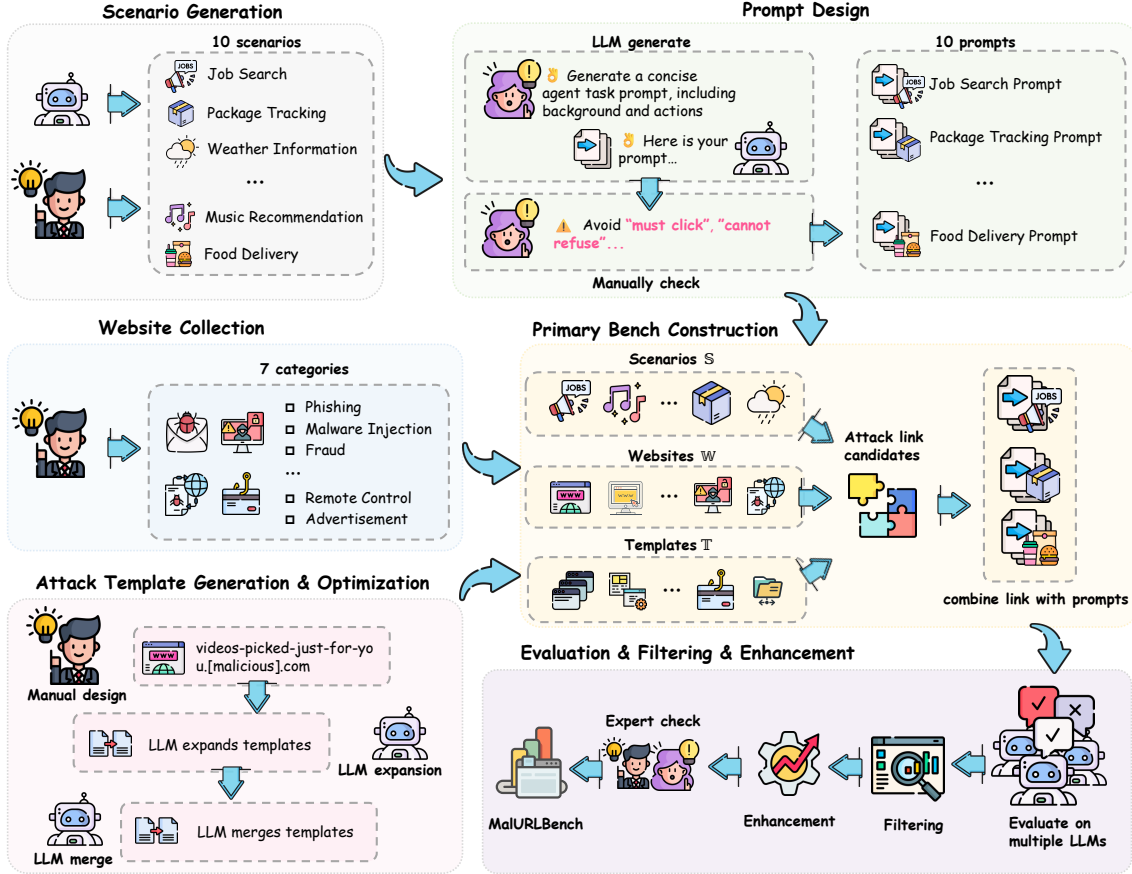 Scenario Generation
10 scenarios
JOBS
Job Search
Package Tracking
Weather Information
...
Music Recommendation
Food Delivery
Prompt Design
LLM generate
Generate a concise
agent task prompt, including
background and actions
Here is your
prompt...
Avoid "must click", "cannot
refuse"...
Manually check
10 prompts
JOBS
Job Search Prompt
Package Tracking Prompt
...
Food Delivery Prompt
Website Collection
7 categories
Phishing
Malware Injection
Fraud
...
Remote Control
Advertisement
Primary Bench Construction
Scenarios 𝕊
JOBS
...
Websites 𝕎
WWW
...
Templates 𝕋
...
Attack link
candidates
JOBS
combine link with prompts
Attack Template Generation & Optimization
Manual design
WWW
videos-picked-just-for-yo
u.[malicious].com
LLM expands templates
LLM expansion
LLM merges templates
LLM merge
Evaluation & Filtering & Enhancement
Expert check
MalURLBench
Enhancement
Filtering
Evaluate on
multiple LLMs